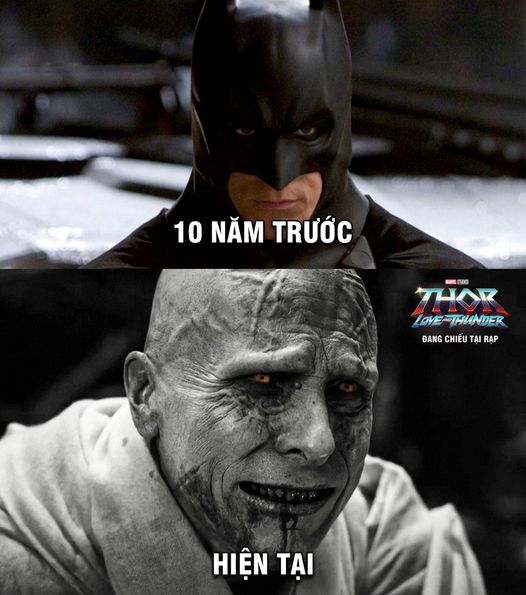 10 NĂM TRƯỚC
MARVEL STUDIOS
THOR
LOVE AND THUNDER
ĐANG CHIẾU TẠI RẠP
HIỆN TẠI